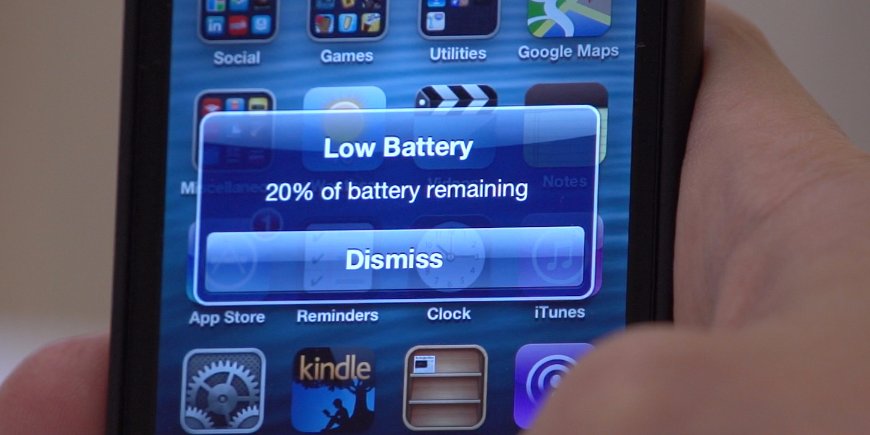 Social
Games
Utilities
Google Maps
Low Battery
20% of battery remaining
Notes
Dismiss
App Store
Reminders
Clock
iTunes
kindle